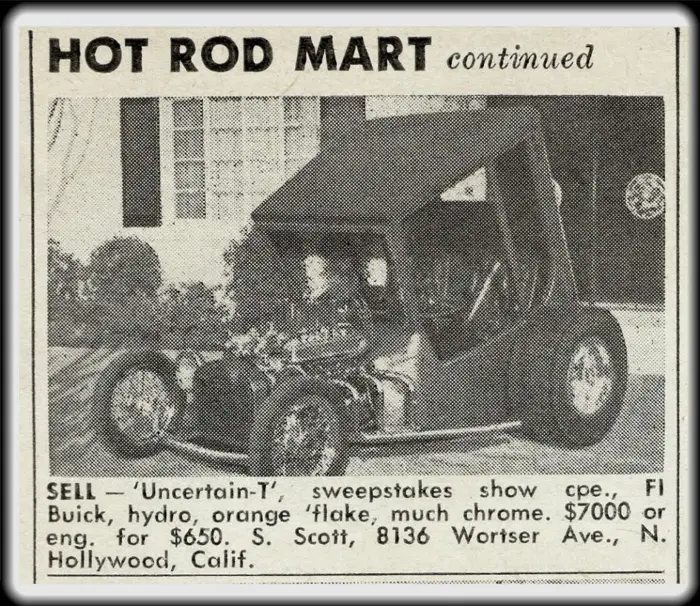 HOT ROD MART continued
SELL — 'Uncertain-T', sweepstakes show cpe., FI
Buick, hydro, orange 'flake, much chrome. $7000 or
eng. for $650. S. Scott, 8136 Wortser Ave., N.
Hollywood, Calif.